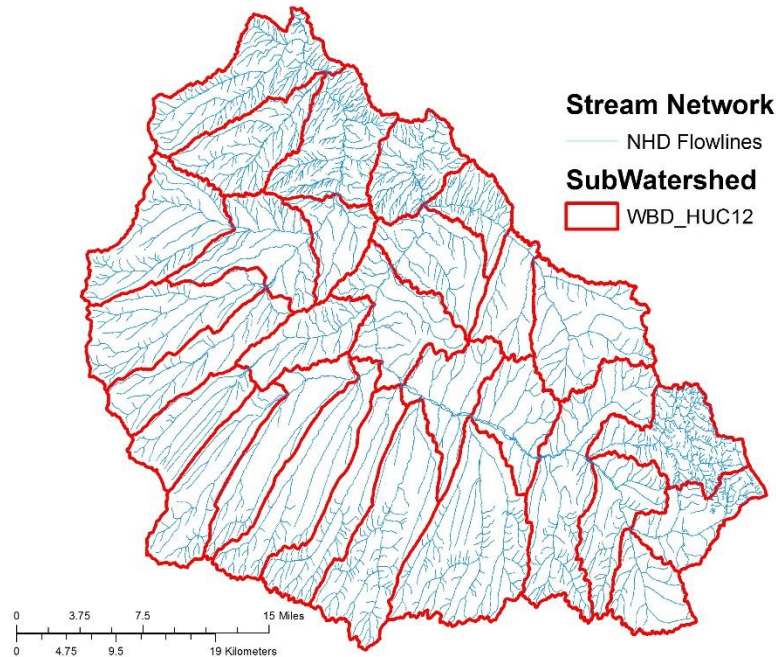 Stream Network
NHD Flowlines
SubWatershed
WBD_HUC12
0 3.75 7.5 15 Miles
0 4.75 9.5 19 Kilometers